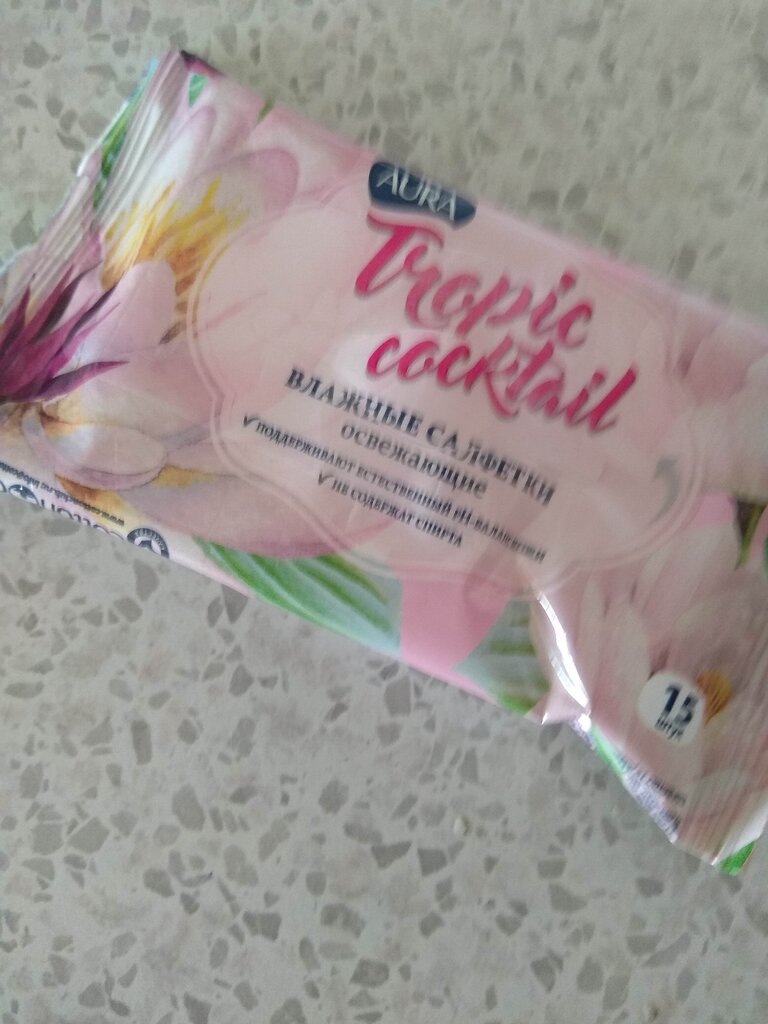 AURA
Tropic
cocktail
ВЛАЖНЫЕ САЛФЕТКИ
освежающие
✓ ПОДДЕРЖИВАЮТ ЕСТЕСТВЕННЫЙ PH-БАЛАНС КОЖИ
✓ НЕ СОДЕРЖАТ СПИРТА
15
штук